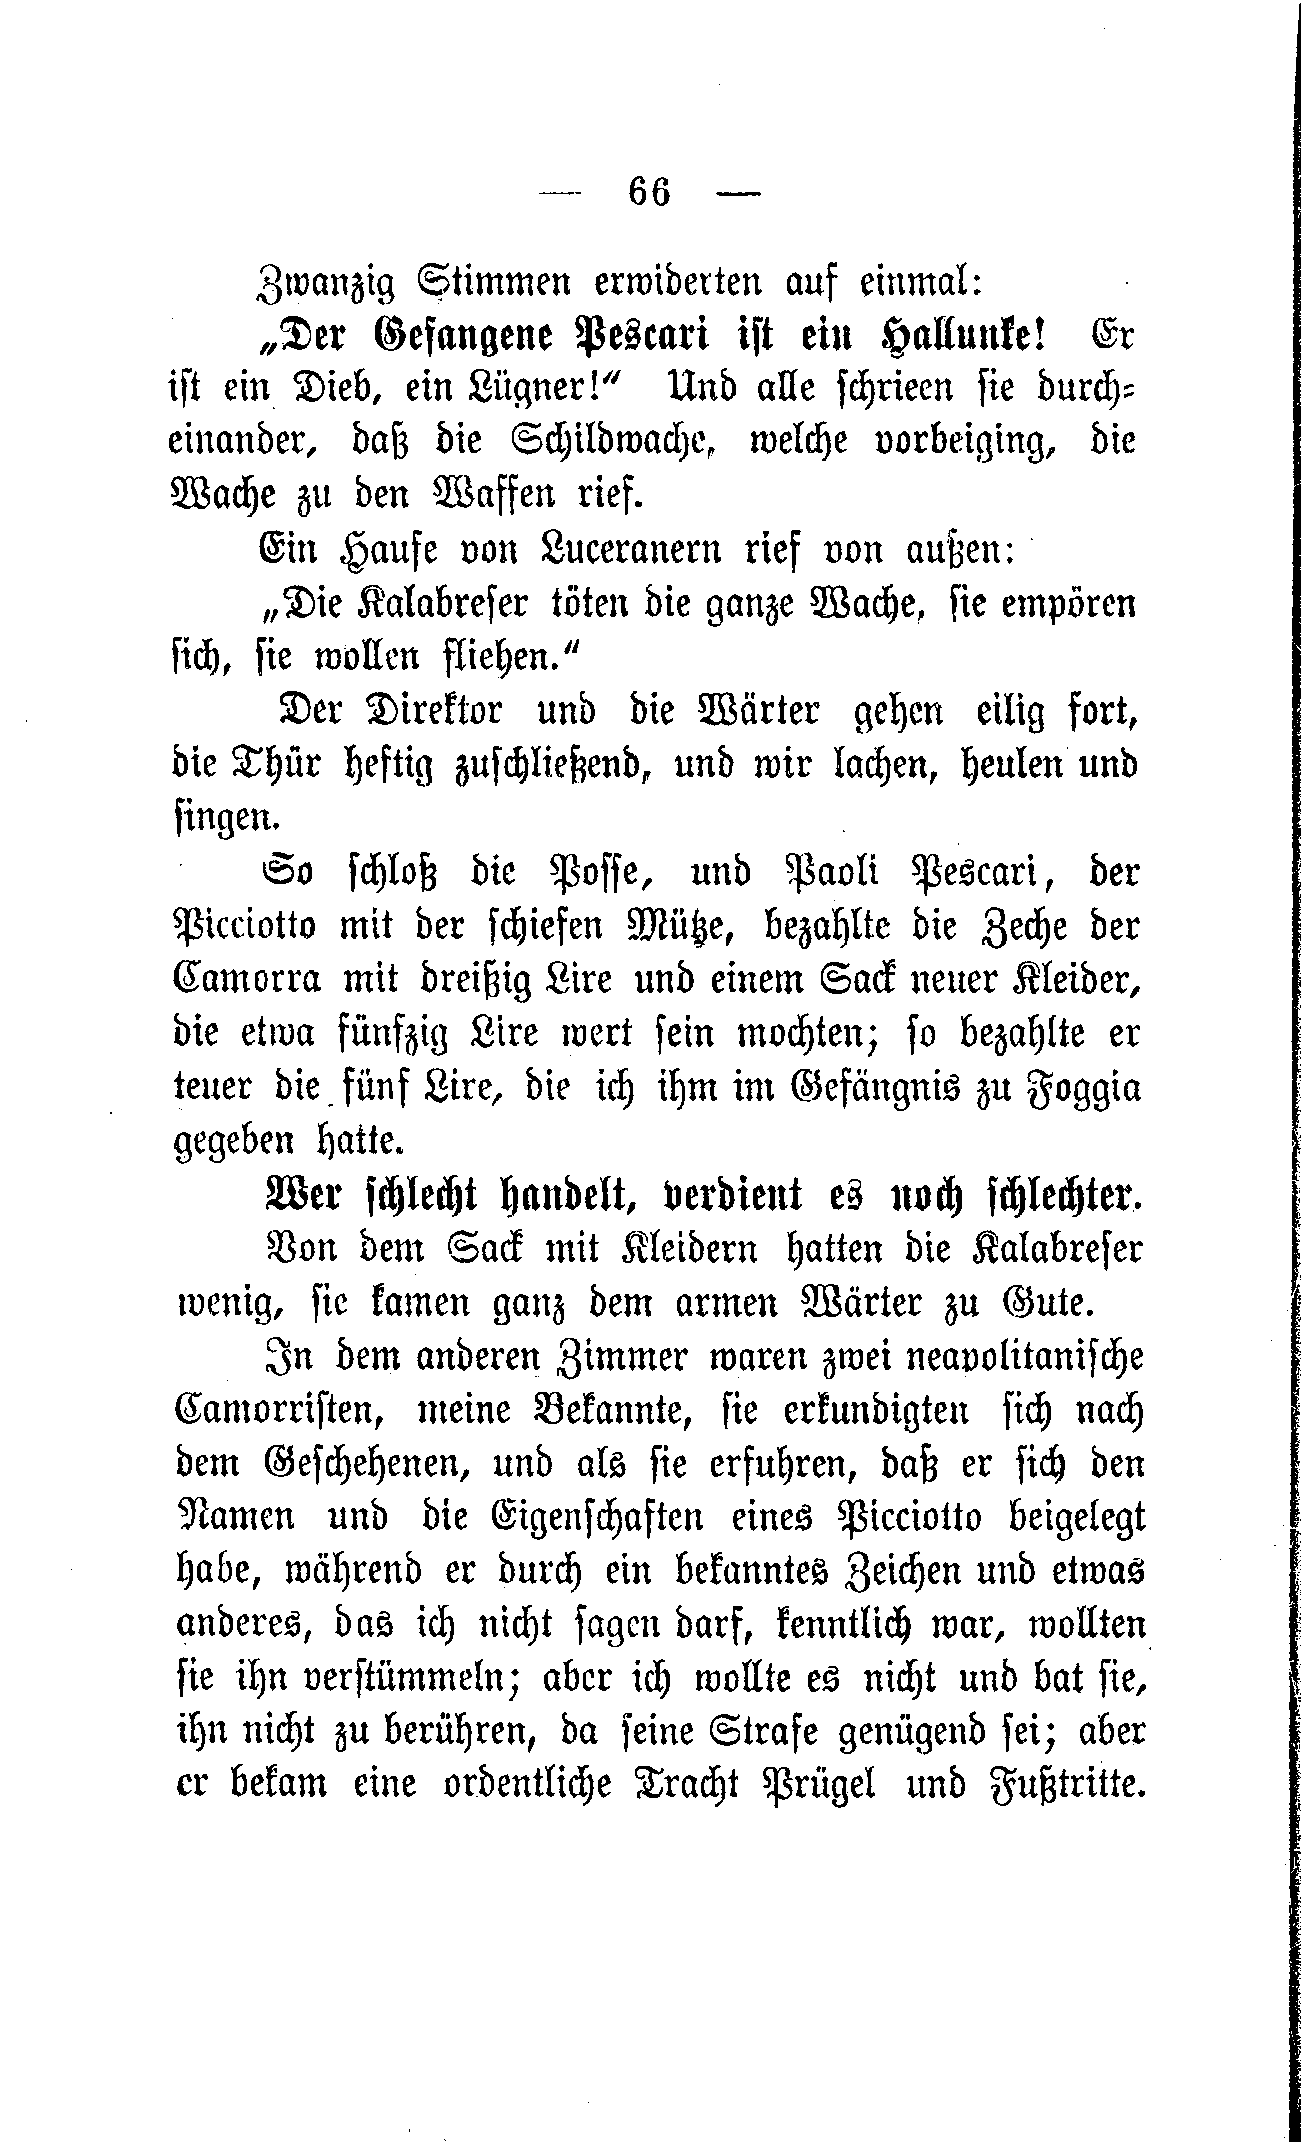 — 66 —
Zwanzig Stimmen erwiderten auf einmal:
„Der Gefangene Pescari ist ein Hallunke! Er
ist ein Dieb, ein Lügner!“ Und alle schrieen sie durch-
einander, daß die Schildwache, welche vorbeiging, die
Wache zu den Waffen rief.
Ein Haufe von Luceranern rief von außen:
„Die Kalabreser töten die ganze Wache, sie empören
sich, sie wollen fliehen.“
Der Direktor und die Wärter gehen eilig fort,
die Thür heftig zuschließend, und wir lachen, heulen und
singen.
So schloß die Posse, und Paoli Pescari, der
Picciotto mit der schiefen Mütze, bezahlte die Zeche der
Camorra mit dreißig Lire und einem Sack neuer Kleider,
die etwa fünfzig Lire wert sein mochten; so bezahlte er
teuer die fünf Lire, die ich ihm im Gefängnis zu Foggia
gegeben hatte.
Wer schlecht handelt, verdient es noch schlechter.
Von dem Sack mit Kleidern hatten die Kalabreser
wenig, sie kamen ganz dem armen Wärter zu Gute.
In dem anderen Zimmer waren zwei neapolitanische
Camorristen, meine Bekannte, sie erkundigten sich nach
dem Geschehenen, und als sie erfuhren, daß er sich den
Namen und die Eigenschaften eines Picciotto beigelegt
habe, während er durch ein bekanntes Zeichen und etwas
anderes, das ich nicht sagen darf, kenntlich war, wollten
sie ihn verstümmeln; aber ich wollte es nicht und bat sie,
ihn nicht zu berühren, da seine Strafe genügend sei; aber
er bekam eine ordentliche Tracht Prügel und Fußtritte.